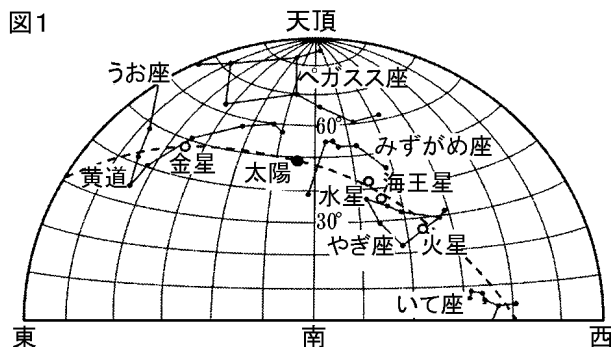 図1
天頂
うお座
ペガスス座
60°
みずがめ座
黄道
金星
太陽
水星
海王星
30°
やぎ座
火星
いて座
東
南
西